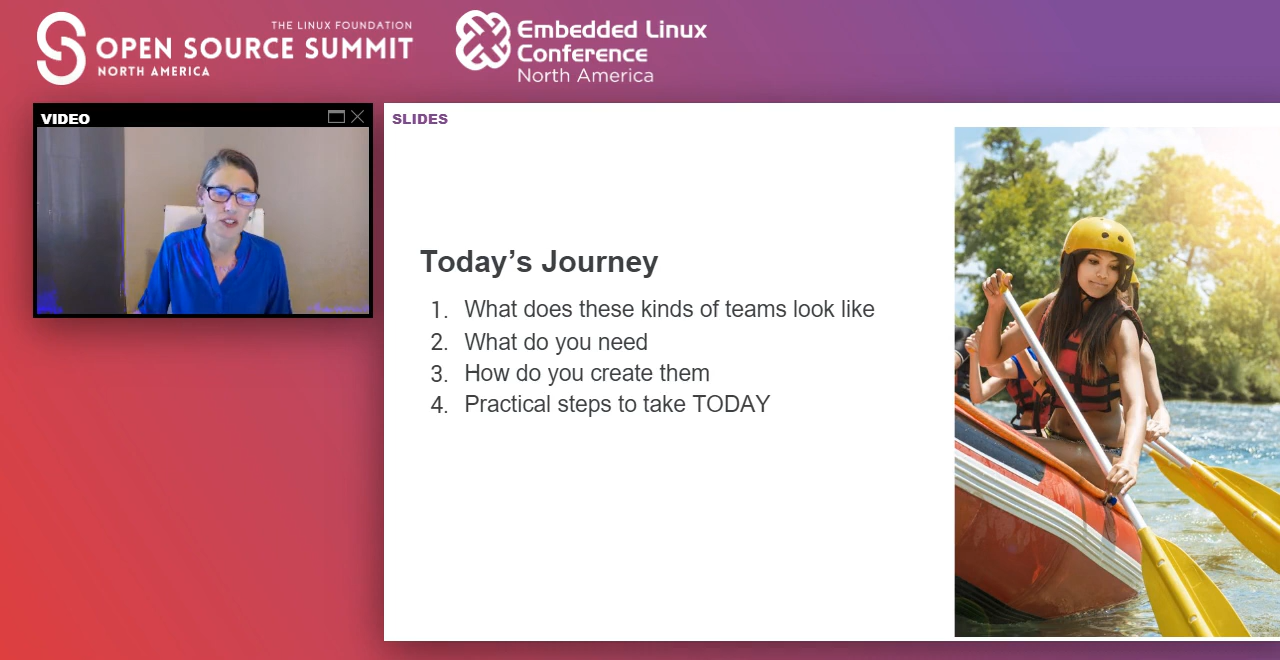 THE LINUX FOUNDATION
OPEN SOURCE SUMMIT
NORTH AMERICA
Embedded Linux
Conference
North America
VIDEO
SLIDES
Today’s Journey
1. What does these kinds of teams look like
2. What do you need
3. How do you create them
4. Practical steps to take TODAY